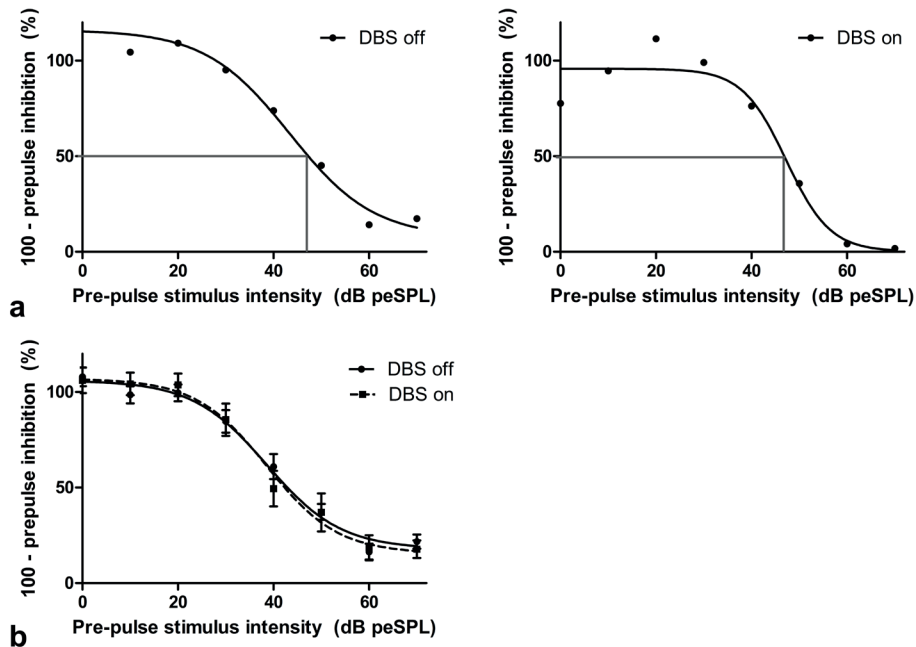 100 - prepulse inhibition (%)
DBS off
100
50
0
0 20 40 60
Pre-pulse stimulus intensity (dB peSPL)
100 - prepulse inhibition (%)
DBS on
100
50
0
0 20 40 60
Pre-pulse stimulus intensity (dB peSPL)
a
100 - prepulse inhibition (%)
DBS off
DBS on
100
50
0
0 20 40 60
Pre-pulse stimulus intensity (dB peSPL)
b